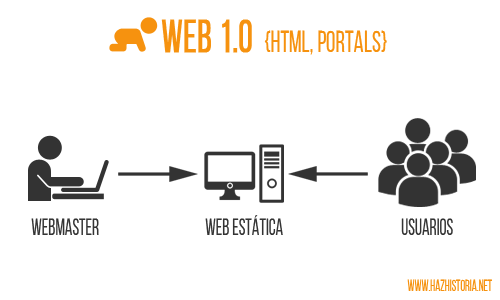 WEB 1.0 {HTML, PORTALS}
WEBMASTER
WEB ESTÁTICA
USUARIOS
WWW.HAZHISTORIA.NET